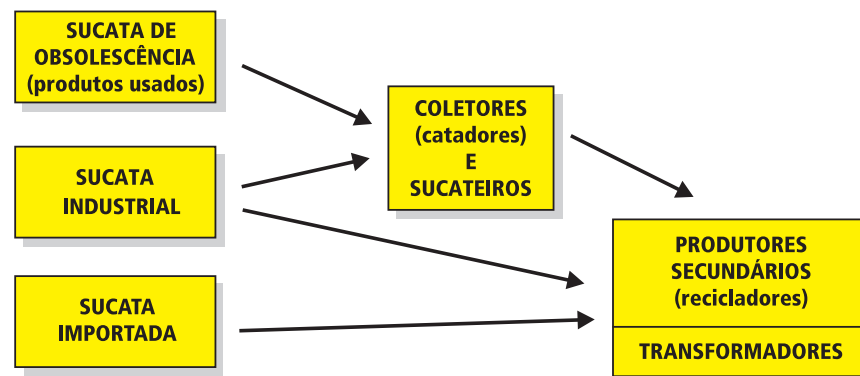 SUCATA DE
OBSOLESCÊNCIA
(produtos usados)
SUCATA
INDUSTRIAL
SUCATA
IMPORTADA
COLETORES
(catadores)
E
SUCATEIROS
PRODUTORES
SECUNDÁRIOS
(recicladores)
TRANSFORMADORES